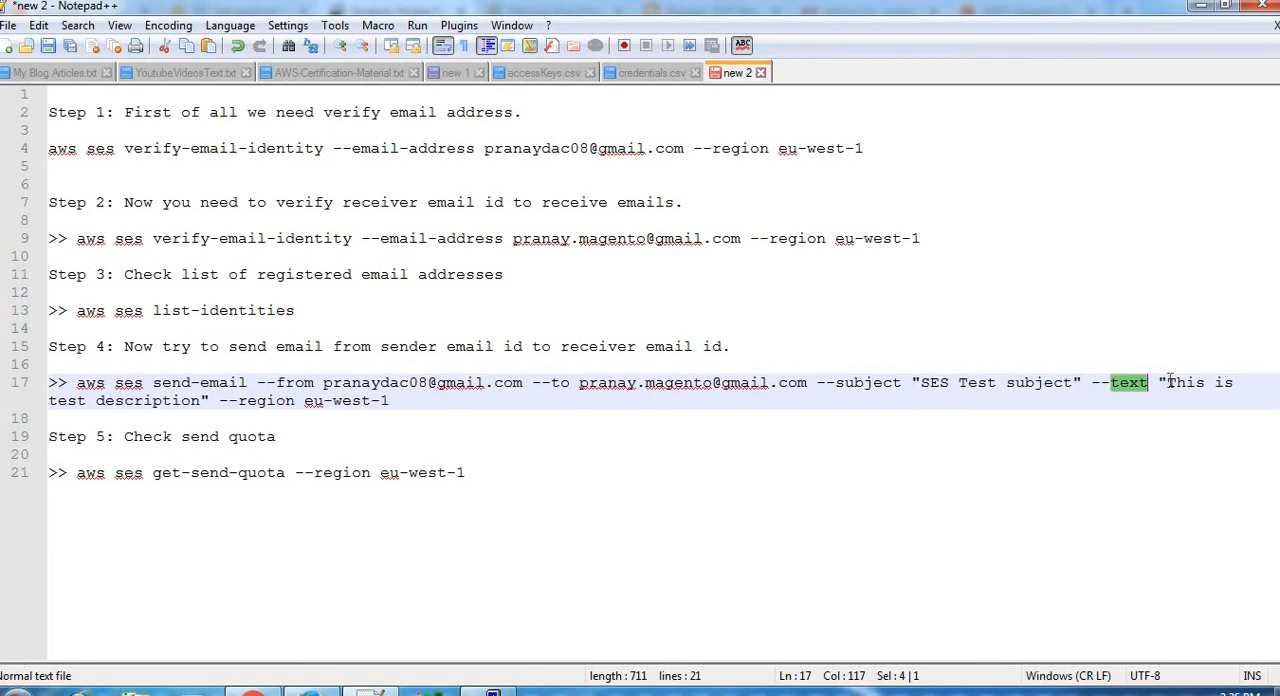 *new 2 - Notepad++
File Edit Search View Encoding Language Settings Tools Macro Run Plugins Window ? X
My Blog Articles.txt YoutubeVideosText.txt AWS-Certification-Material.txt new 1 accessKeys.csv credentials.csv new 2
1
2 Step 1: First of all we need verify email address.
3
4 aws ses verify-email-identity --email-address pranaydac08@gmail.com --region eu-west-1
5
6
7 Step 2: Now you need to verify receiver email id to receive emails.
8
9 >> aws ses verify-email-identity --email-address pranay.magento@gmail.com --region eu-west-1
10
11 Step 3: Check list of registered email addresses
12
13 >> aws ses list-identities
14
15 Step 4: Now try to send email from sender email id to receiver email id.
16
17 >> aws ses send-email --from pranaydac08@gmail.com --to pranay.magento@gmail.com --subject "SES Test subject" --text "This is
test description" --region eu-west-1
18
19 Step 5: Check send quota
20
21 >> aws ses get-send-quota --region eu-west-1
Normal text file length : 711 lines : 21 Ln : 17 Col : 117 Sel : 4 | 1 Windows (CR LF) UTF-8 INS